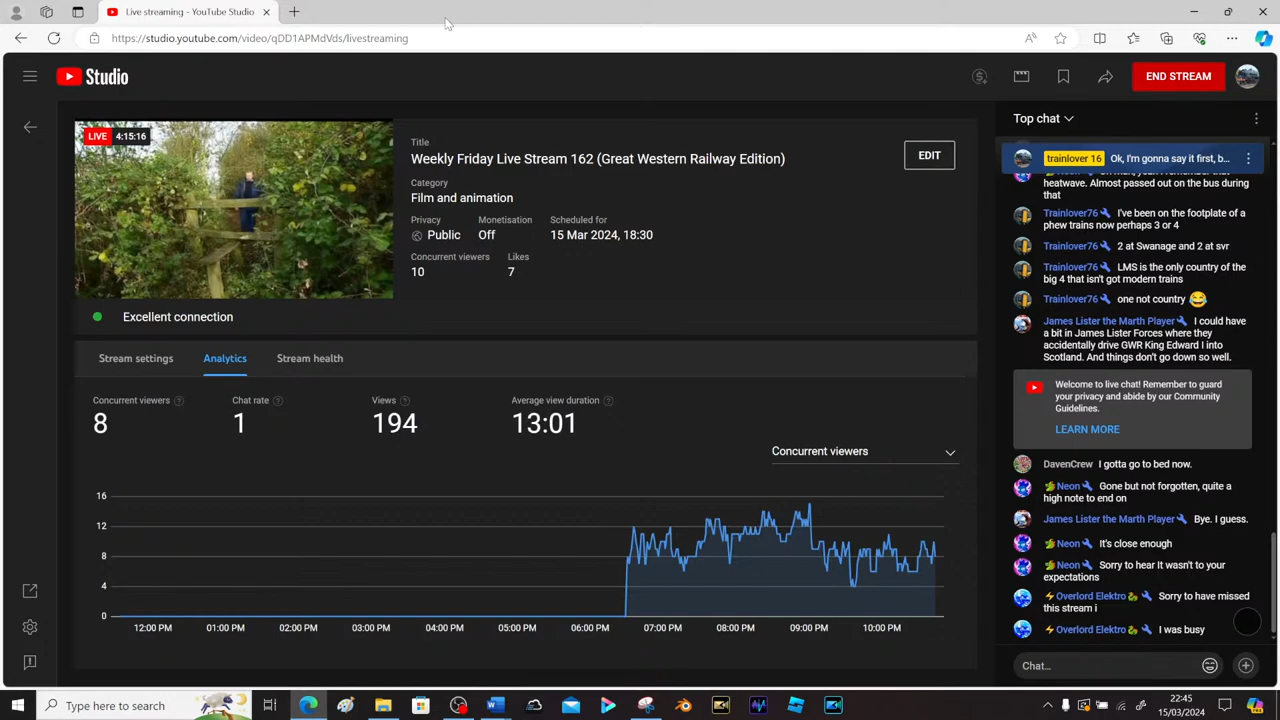 Live streaming - YouTube Studio
https://studio.youtube.com/video/qDD1APMdVds/livestreaming
Studio
END STREAM
LIVE 4:15:16
Title
Weekly Friday Live Stream 162 (Great Western Railway Edition)
EDIT
Category
Film and animation
Privacy Monetisation Scheduled for
Public Off 15 Mar 2024, 18:30
Concurrent viewers Likes
10 7
Excellent connection
Stream settings Analytics Stream health
Concurrent viewers Chat rate Views Average view duration
8 1 194 13:01
Concurrent viewers
16
12
8
4
0
12:00 PM 01:00 PM 02:00 PM 03:00 PM 04:00 PM 05:00 PM 06:00 PM 07:00 PM 08:00 PM 09:00 PM 10:00 PM
Top chat
trainlover 16 Ok, I'm gonna say it first, b...
heatwave. Almost passed out on the bus during
that
Trainlover76 I've been on the footplate of a
phew trains now perhaps 3 or 4
Trainlover76 2 at Swanage and 2 at svr
Trainlover76 LMS is the only country of the
big 4 that isn't got modern trains
Trainlover76 one not country 😂
James Lister the Marth Player I could have
a bit in James Lister Forces where they
accidentally drive GWR King Edward I into
Scotland. And things don't go down so well.
Welcome to live chat! Remember to guard
your privacy and abide by our Community
Guidelines.
LEARN MORE
DavenCrew I gotta go to bed now.
Neon Gone but not forgotten, quite a
high note to end on
James Lister the Marth Player Bye. I guess.
Neon It's close enough
Neon Sorry to hear It wasn't to your
expectations
Overlord Elektro Sorry to have missed
this stream i
Overlord Elektro I was busy
Chat...
Type here to search
22:45
15/03/2024